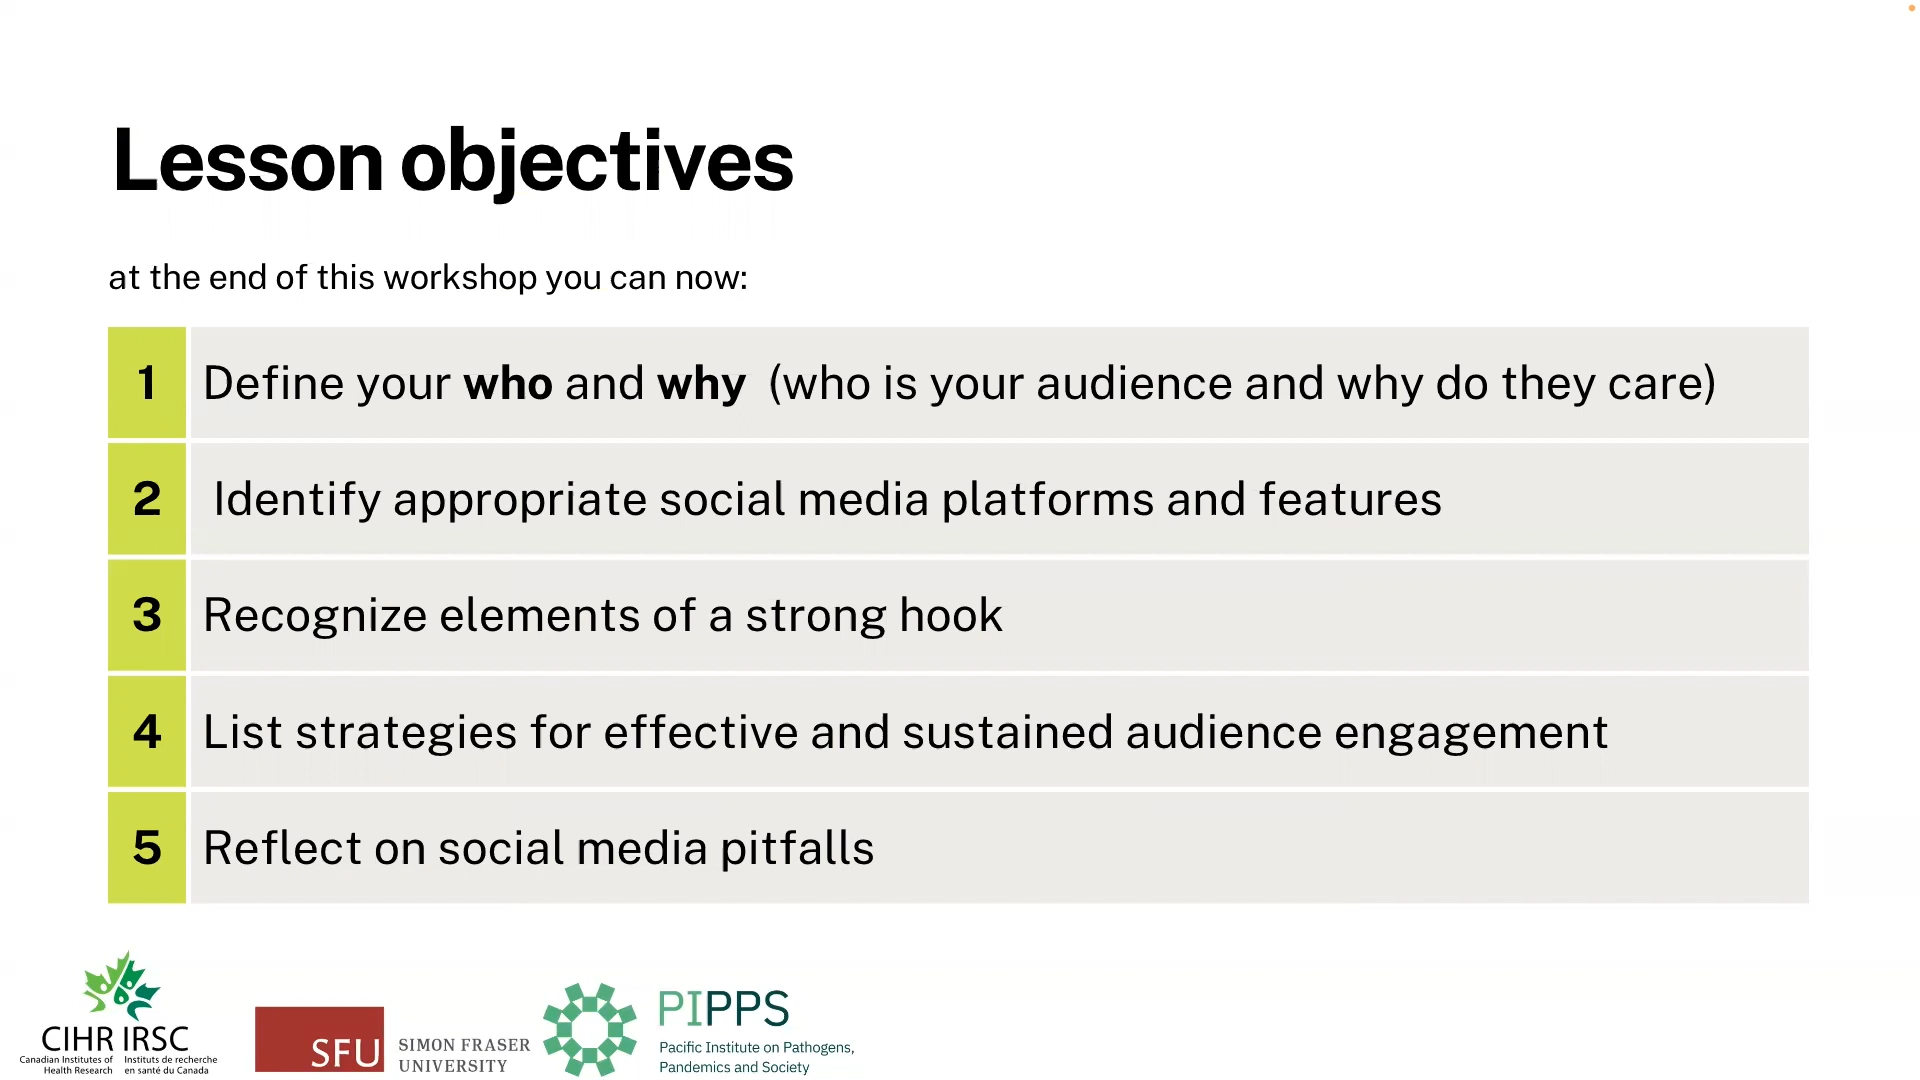 Lesson objectives
at the end of this workshop you can now:
1 Define your who and why (who is your audience and why do they care)
2 Identify appropriate social media platforms and features
3 Recognize elements of a strong hook
4 List strategies for effective and sustained audience engagement
5 Reflect on social media pitfalls
CIHR IRSC
Canadian Institutes of Health Research
Instituts de recherche en santé du Canada
SFU
SIMON FRASER
UNIVERSITY
PIPPS
Pacific Institute on Pathogens,
Pandemics and Society